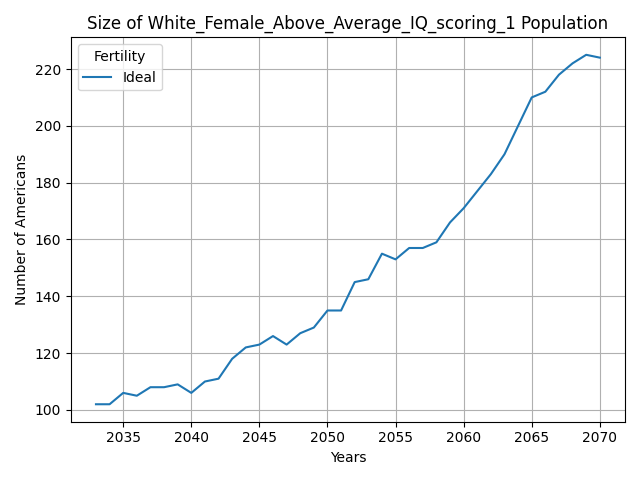 Size of White_Female_Above_Average_IQ_scoring_1 Population
Fertility
Ideal
Number of Americans
220
200
180
160
140
120
100
2035 2040 2045 2050 2055 2060 2065 2070
Years